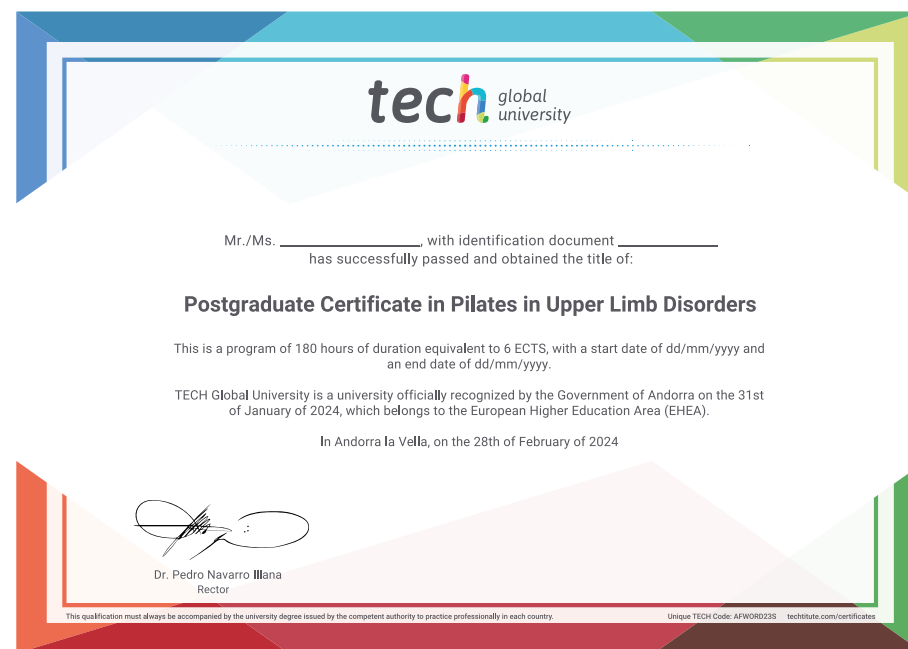 tech global university
Mr./Ms. ____________, with identification document ____________
has successfully passed and obtained the title of:
Postgraduate Certificate in Pilates in Upper Limb Disorders
This is a program of 180 hours of duration equivalent to 6 ECTS, with a start date of dd/mm/yyyy and
an end date of dd/mm/yyyy.
TECH Global University is a university officially recognized by the Government of Andorra on the 31st
of January of 2024, which belongs to the European Higher Education Area (EHEA).
In Andorra la Vella, on the 28th of February of 2024
Dr. Pedro Navarro Illana
Rector
This qualification must always be accompanied by the university degree issued by the competent authority to practice professionally in each country. Unique TECH Code: AFWORD23S techtitute.com/certificates